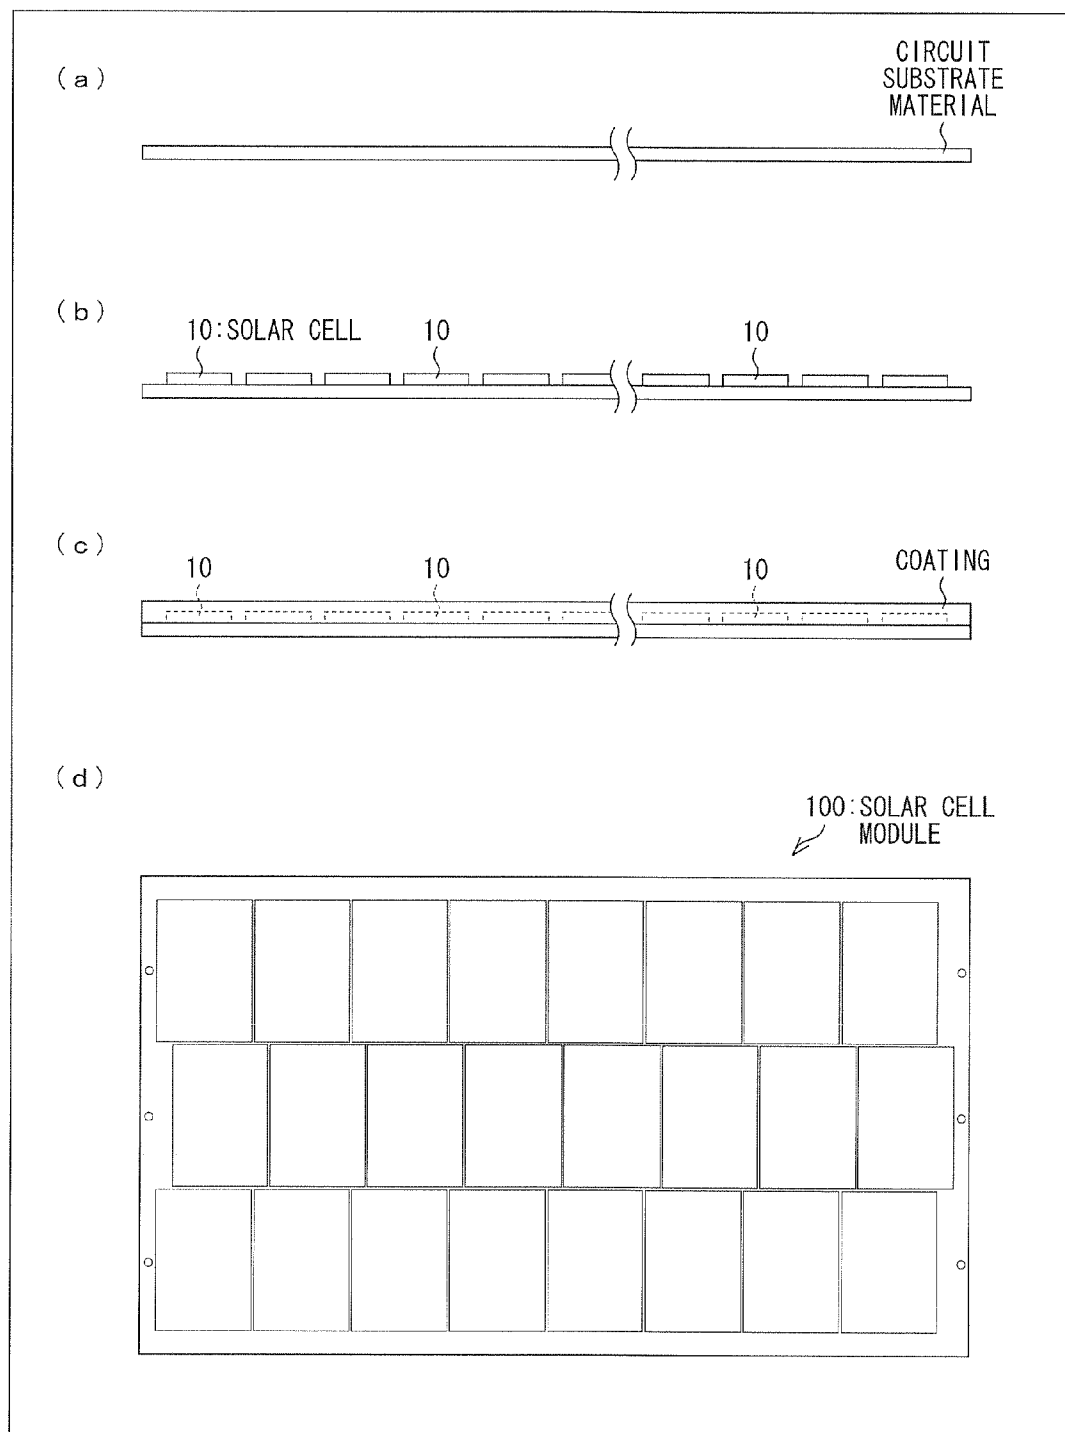 (a)
CIRCUIT
SUBSTRATE
MATERIAL
(b)
10:SOLAR CELL 10 10
(c)
10 10 10 COATING
(d)
100:SOLAR CELL
MODULE